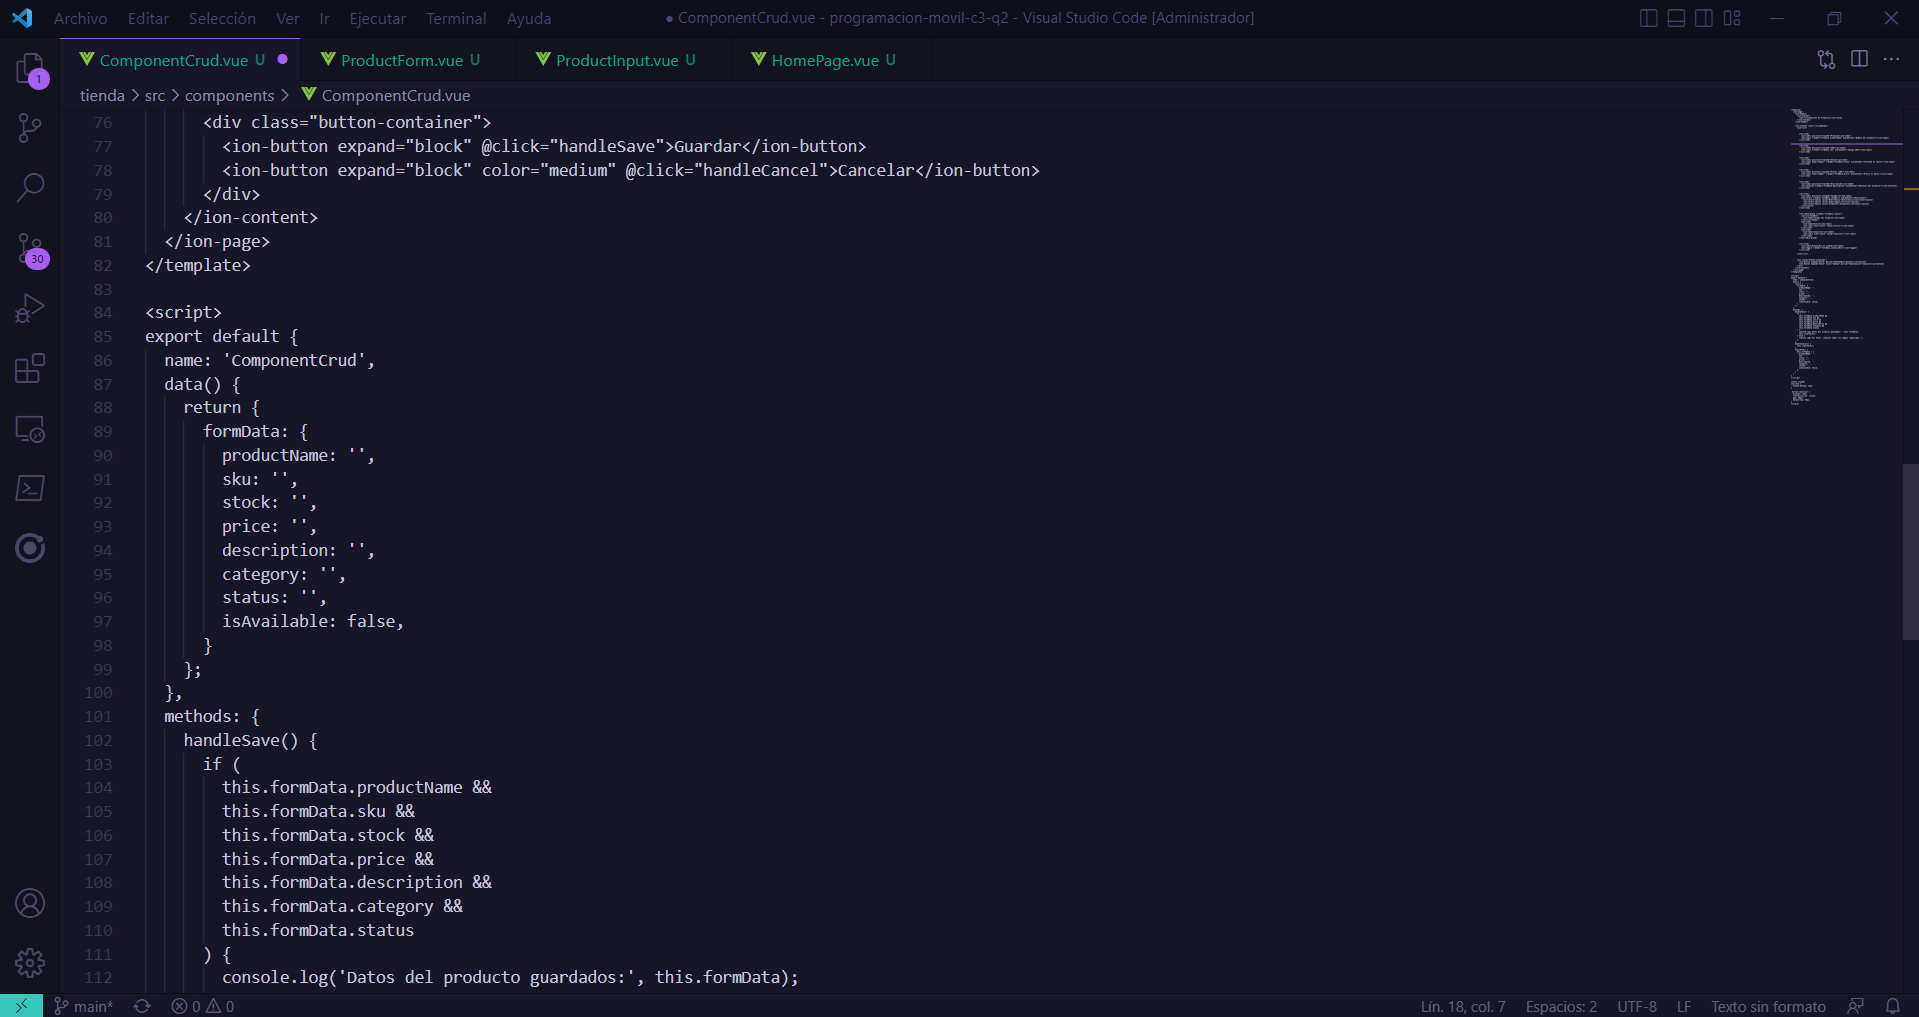 Archivo Editar Selección Ver Ir Ejecutar Terminal Ayuda
● ComponentCrud.vue - programacion-movil-c3-q2 - Visual Studio Code [Administrador]
ComponentCrud.vue U ProductForm.vue U ProductInput.vue U HomePage.vue U
tienda > src > components > ComponentCrud.vue
1
30
76 <div class="button-container">
77 <ion-button expand="block" @click="handleSave">Guardar</ion-button>
78 <ion-button expand="block" color="medium" @click="handleCancel">Cancelar</ion-button>
79 </div>
80 </ion-content>
81 </ion-page>
82 </template>
83
84 <script>
85 export default {
86 name: 'ComponentCrud',
87 data() {
88 return {
89 formData: {
90 productName: '',
91 sku: '',
92 stock: '',
93 price: '',
94 description: '',
95 category: '',
96 status: '',
97 isAvailable: false,
98 }
99 };
100 },
101 methods: {
102 handleSave() {
103 if (
104 this.formData.productName &&
105 this.formData.sku &&
106 this.formData.stock &&
107 this.formData.price &&
108 this.formData.description &&
109 this.formData.category &&
110 this.formData.status
111 ) {
112 console.log('Datos del producto guardados:', this.formData);
main* 0 0 Lín. 18, col. 7 Espacios: 2 UTF-8 LF Texto sin formato